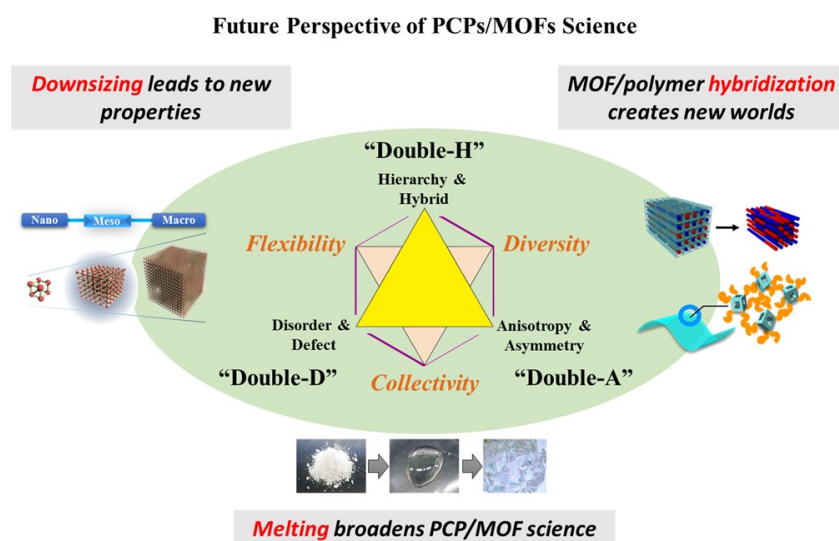 Future Perspective of PCPs/MOFs Science
Downsizing leads to new
properties
MOF/polymer hybridization
creates new worlds
“Double-H”
Hierarchy &
Hybrid
Nano
Meso
Macro
Flexibility
Diversity
Disorder &
Defect
Anisotropy &
Asymmetry
“Double-D”
Collectivity
“Double-A”
Melting broadens PCP/MOF science